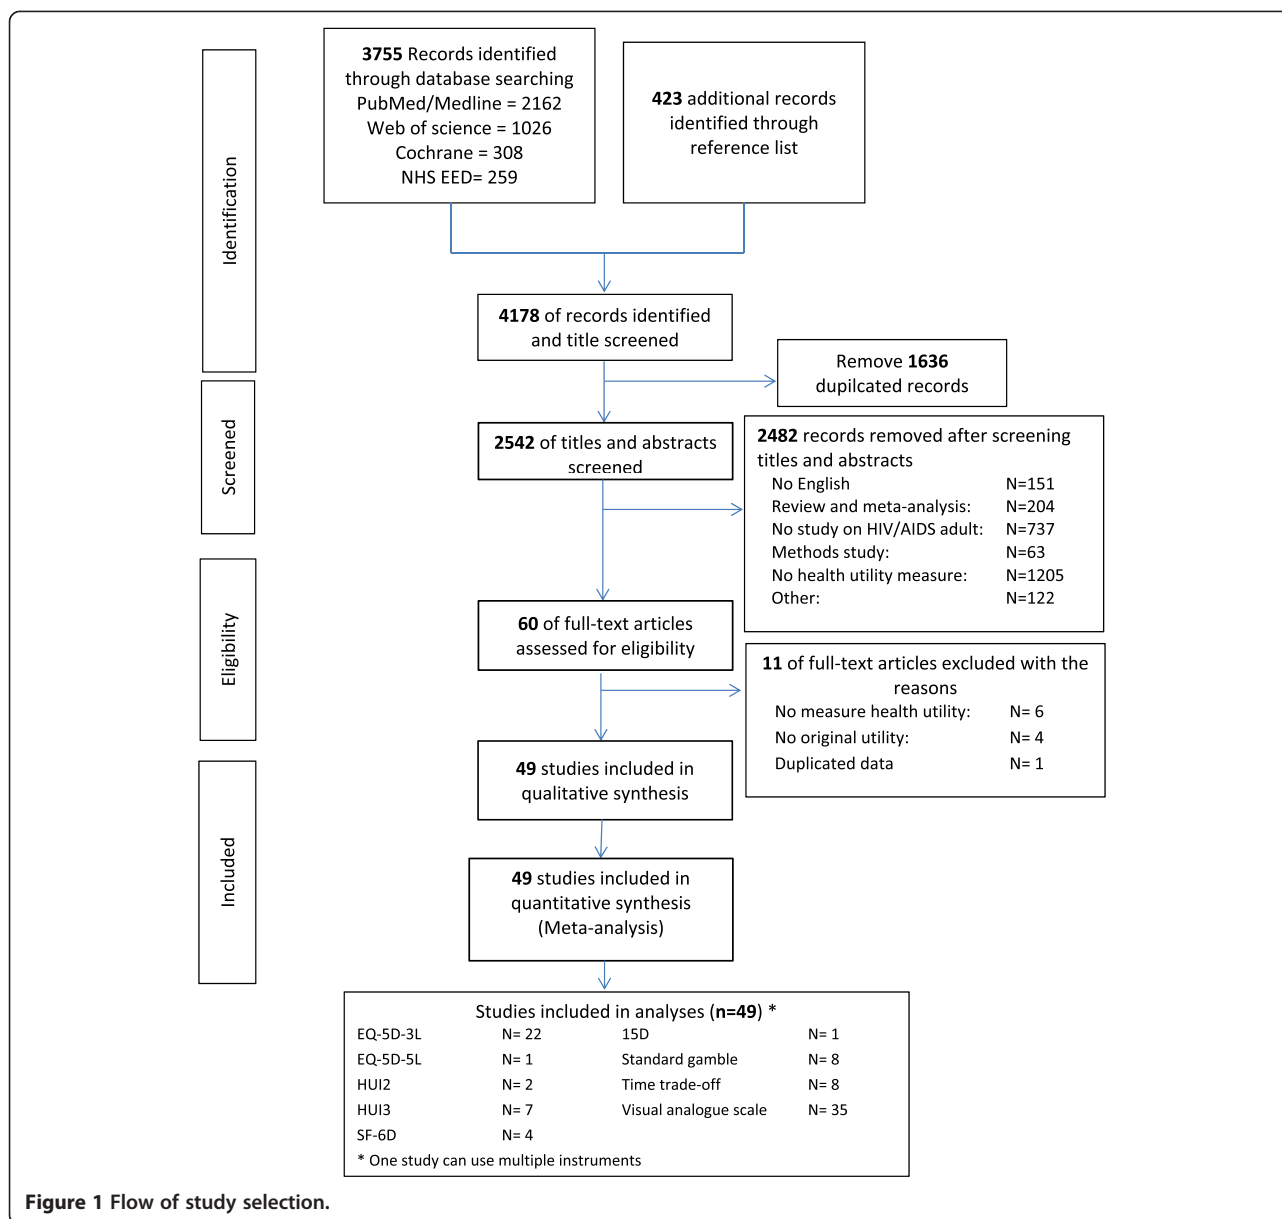 3755 Records identified
through database searching
PubMed/Medline = 2162
Web of science = 1026
Cochrane = 308
NHS EED= 259
423 additional records
identified through
reference list
Identification
4178 of records identified
and title screened
Remove 1636
dupilcated records
Screened
2542 of titles and abstracts
screened
2482 records removed after screening
titles and abstracts
No English N=151
Review and meta-analysis: N=204
No study on HIV/AIDS adult: N=737
Methods study: N=63
No health utility measure: N=1205
Other: N=122
Eligibility
60 of full-text articles
assessed for eligibility
11 of full-text articles excluded with the
reasons
No measure health utility: N= 6
No original utility: N= 4
Duplicated data N= 1
49 studies included in
qualitative synthesis
Included
49 studies included in
quantitative synthesis
(Meta-analysis)
Studies included in analyses (n=49) *
EQ-5D-3L N= 22 15D N= 1
EQ-5D-5L N= 1 Standard gamble N= 8
HUI2 N= 2 Time trade-off N= 8
HUI3 N= 7 Visual analogue scale N= 35
SF-6D N= 4
* One study can use multiple instruments
Figure 1 Flow of study selection.